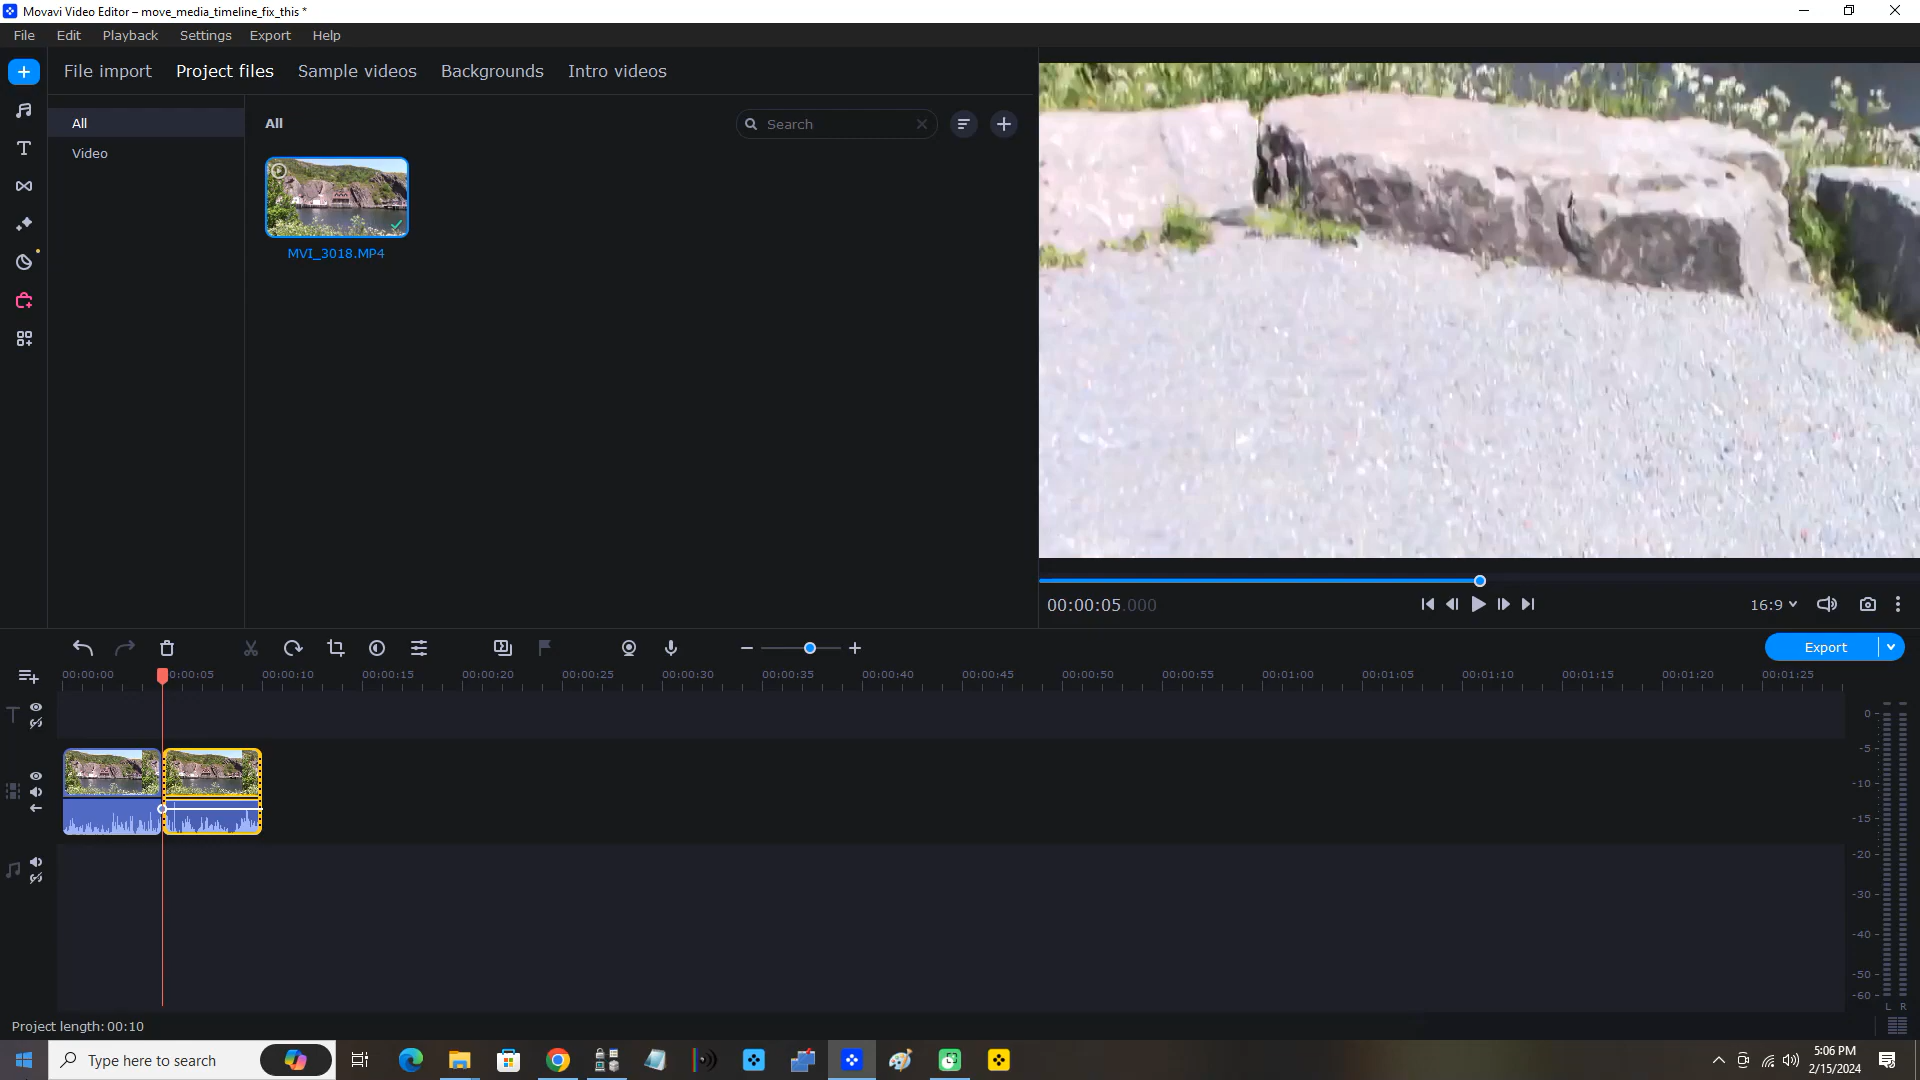 Movavi Video Editor – move_media_timeline_fix_this *
File Edit Playback Settings Export Help
File import Project files Sample videos Backgrounds Intro videos
All
Video
All
Search
MVI_3018.MP4
00:00:05.000
16:9
Export
00:00:00 00:00:05 00:00:10 00:00:15 00:00:20 00:00:25 00:00:30 00:00:35 00:00:40 00:00:45 00:00:50 00:00:55 00:01:00 00:01:05 00:01:10 00:01:15 00:01:20 00:01:25
0
-5
-10
-15
-20
-30
-40
-50
-60
L R
Project length: 00:10
Type here to search
5:06 PM
2/15/2024